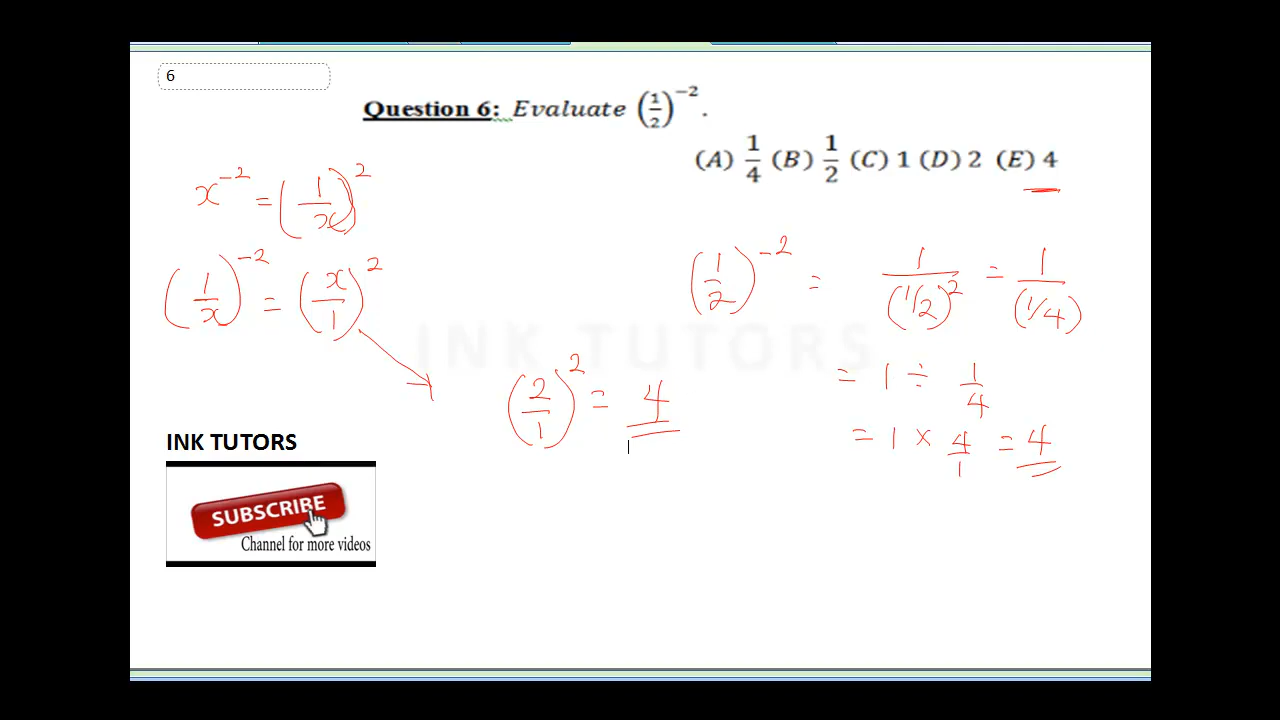 6
Question 6: Evaluate (1/2)^−2.
(A) 1/4 (B) 1/2 (C) 1 (D) 2 (E) 4
x^−2 = (1/x)^2
(1/x)^−2 = (x/1)^2
(2/1)^2 = 4
(1/2)^−2 = 1/(1/2)^2 = 1/(1/4)
= 1 ÷ 1/4
= 1 × 4/1 = 4
INK TUTORS
INK TUTORS
SUBSCRIBE
Channel for more videos